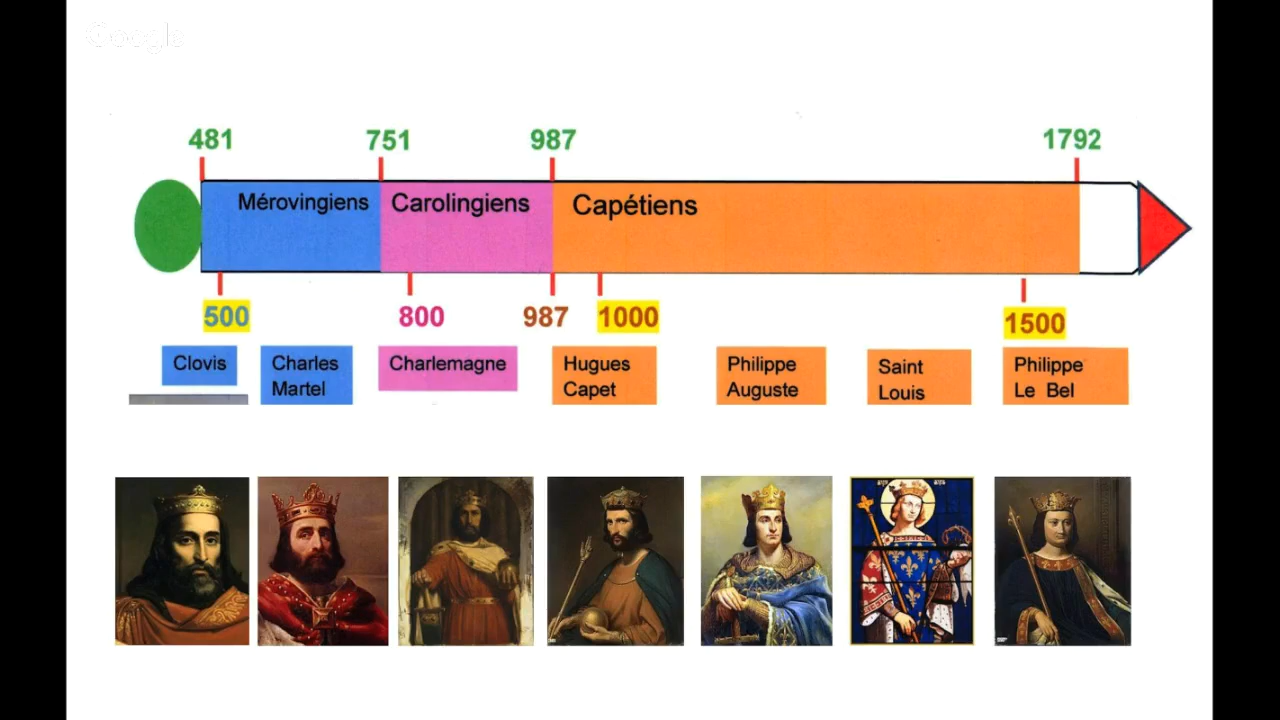 Google
481 751 987 1792
Mérovingiens Carolingiens Capétiens
500 800 987 1000 1500
Clovis
Charles
Martel
Charlemagne
Hugues
Capet
Philippe
Auguste
Saint
Louis
Philippe
Le Bel